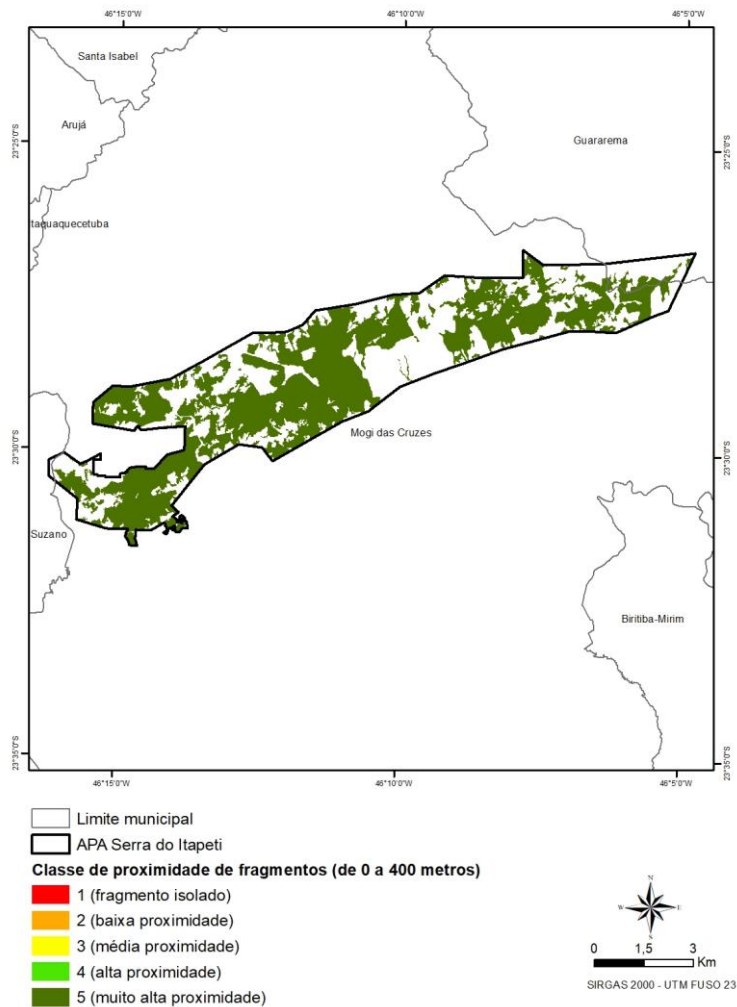 46°15'0"W
46°10'0"W
46°5'0"W
Santa Isabel
Arujá
Guararema
23°25'0"S
23°25'0"S
taquaquecetuba
Mogi das Cruzes
23°30'0"S
23°30'0"S
Suzano
Biritiba-Mirim
23°35'0"S
23°35'0"S
46°15'0"W
46°10'0"W
46°5'0"W
Limite municipal
APA Serra do Itapeti
Classe de proximidade de fragmentos (de 0 a 400 metros)
1 (fragmento isolado)
2 (baixa proximidade)
3 (média proximidade)
4 (alta proximidade)
5 (muito alta proximidade)
N
W
E
S
0 1,5 3
Km
SIRGAS 2000 - UTM FUSO 23